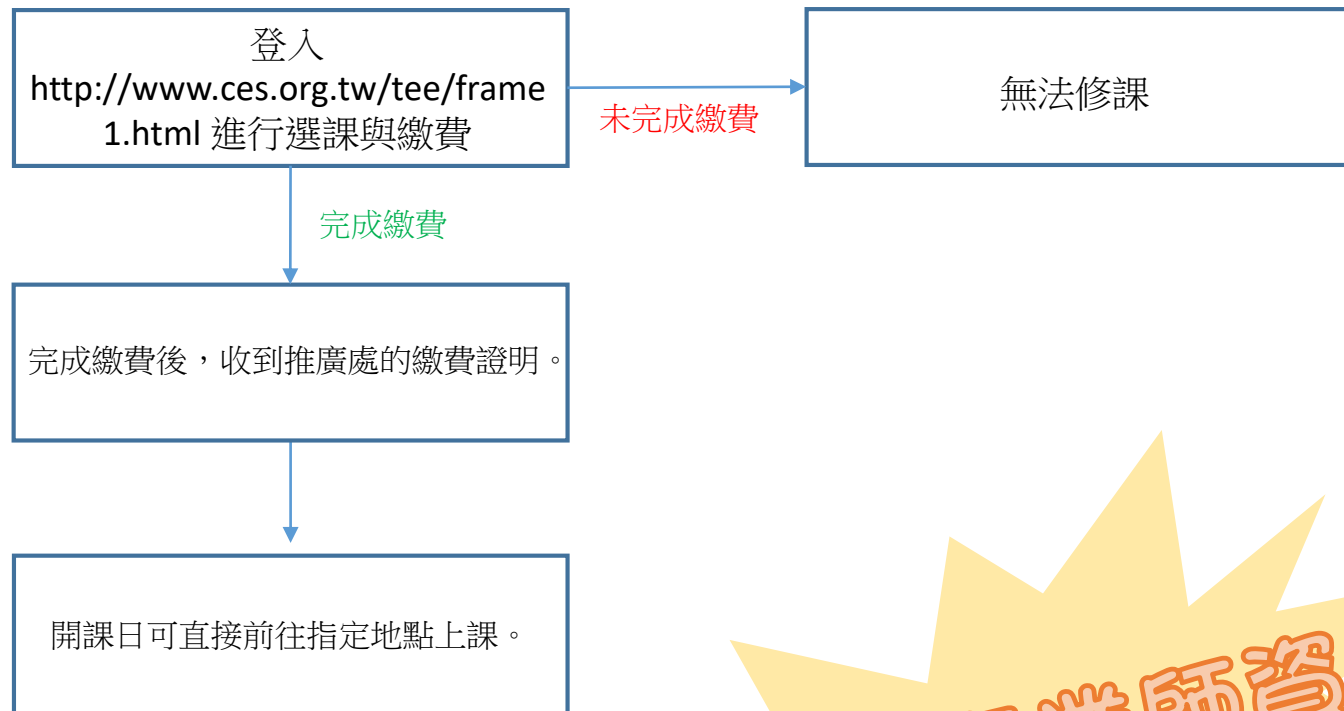 登入
http://www.ces.org.tw/tee/frame
1.html 進行選課與繳費
未完成繳費
無法修課
完成繳費
完成繳費後，收到推廣處的繳費證明。
開課日可直接前往指定地點上課。
業師資